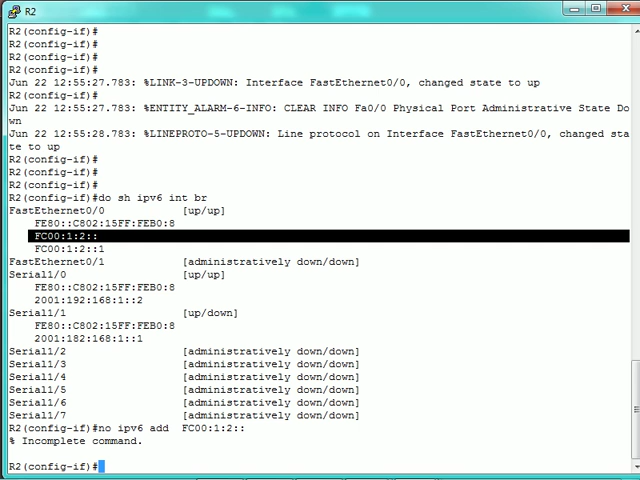 R2
R2(config-if)#
R2(config-if)#
R2(config-if)#
R2(config-if)#
Jun 22 12:55:27.783: %LINK-3-UPDOWN: Interface FastEthernet0/0, changed state to up
R2(config-if)#
Jun 22 12:55:27.783: %ENTITY_ALARM-6-INFO: CLEAR INFO Fa0/0 Physical Port Administrative State Do
wn
Jun 22 12:55:28.783: %LINEPROTO-5-UPDOWN: Line protocol on Interface FastEthernet0/0, changed sta
te to up
R2(config-if)#
R2(config-if)#
R2(config-if)#
R2(config-if)#do sh ipv6 int br
FastEthernet0/0 [up/up]
FE80::C802:15FF:FEB0:8
FC00:1:2::
FC00:1:2::1
FastEthernet0/1 [administratively down/down]
Serial1/0 [up/up]
FE80::C802:15FF:FEB0:8
2001:192:168:1::2
Serial1/1 [up/down]
FE80::C802:15FF:FEB0:8
2001:182:168:1::1
Serial1/2 [administratively down/down]
Serial1/3 [administratively down/down]
Serial1/4 [administratively down/down]
Serial1/5 [administratively down/down]
Serial1/6 [administratively down/down]
Serial1/7 [administratively down/down]
R2(config-if)#no ipv6 add  FC00:1:2::
% Incomplete command.
R2(config-if)#